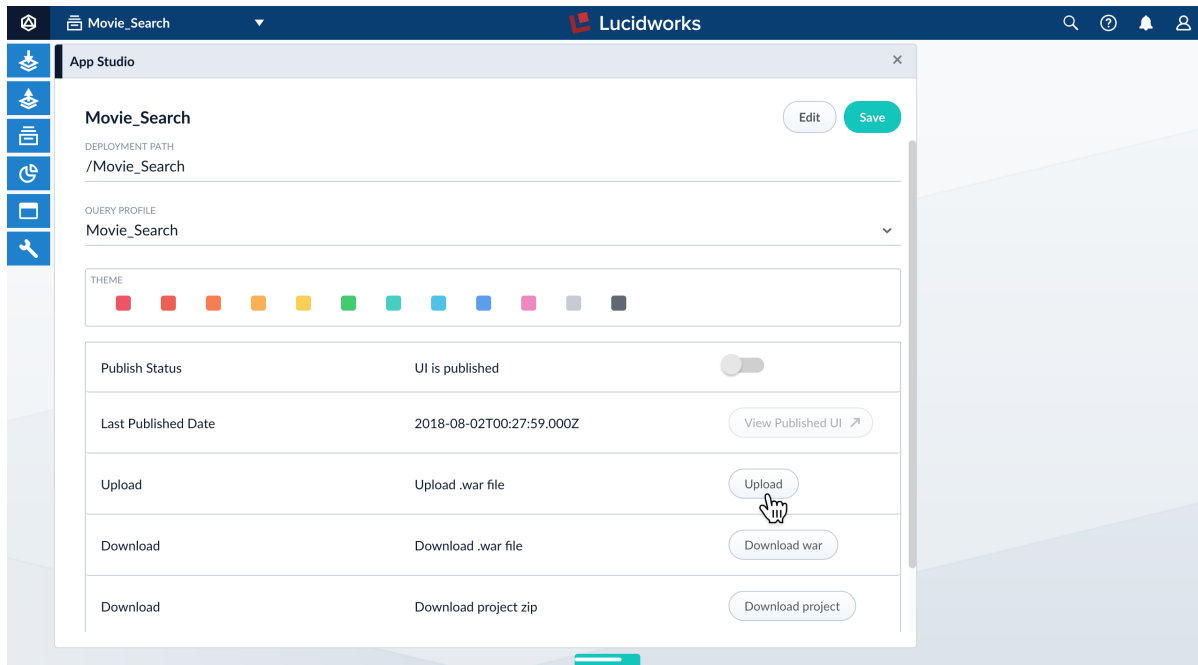 Movie_Search
Lucidworks
App Studio
Movie_Search
Edit
Save
DEPLOYMENT PATH
/Movie_Search
QUERY PROFILE
Movie_Search
THEME
Publish Status
UI is published
Last Published Date
2018-08-02T00:27:59.000Z
View Published UI
Upload
Upload .war file
Upload
Download
Download .war file
Download war
Download
Download project zip
Download project